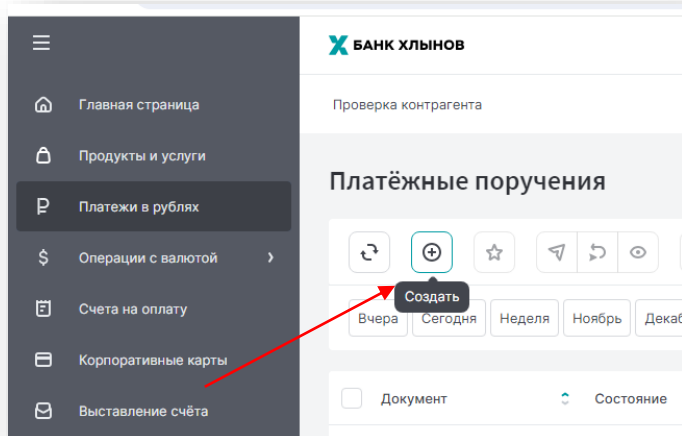 БАНК ХЛЫНОВ
Главная страница
Проверка контрагента
Продукты и услуги
Платежи в рублях
Платёжные поручения
Операции с валютой
Создать
Счета на оплату
Вчера Сегодня Неделя Ноябрь Декаб
Корпоративные карты
Документ Состояние
Выставление счёта